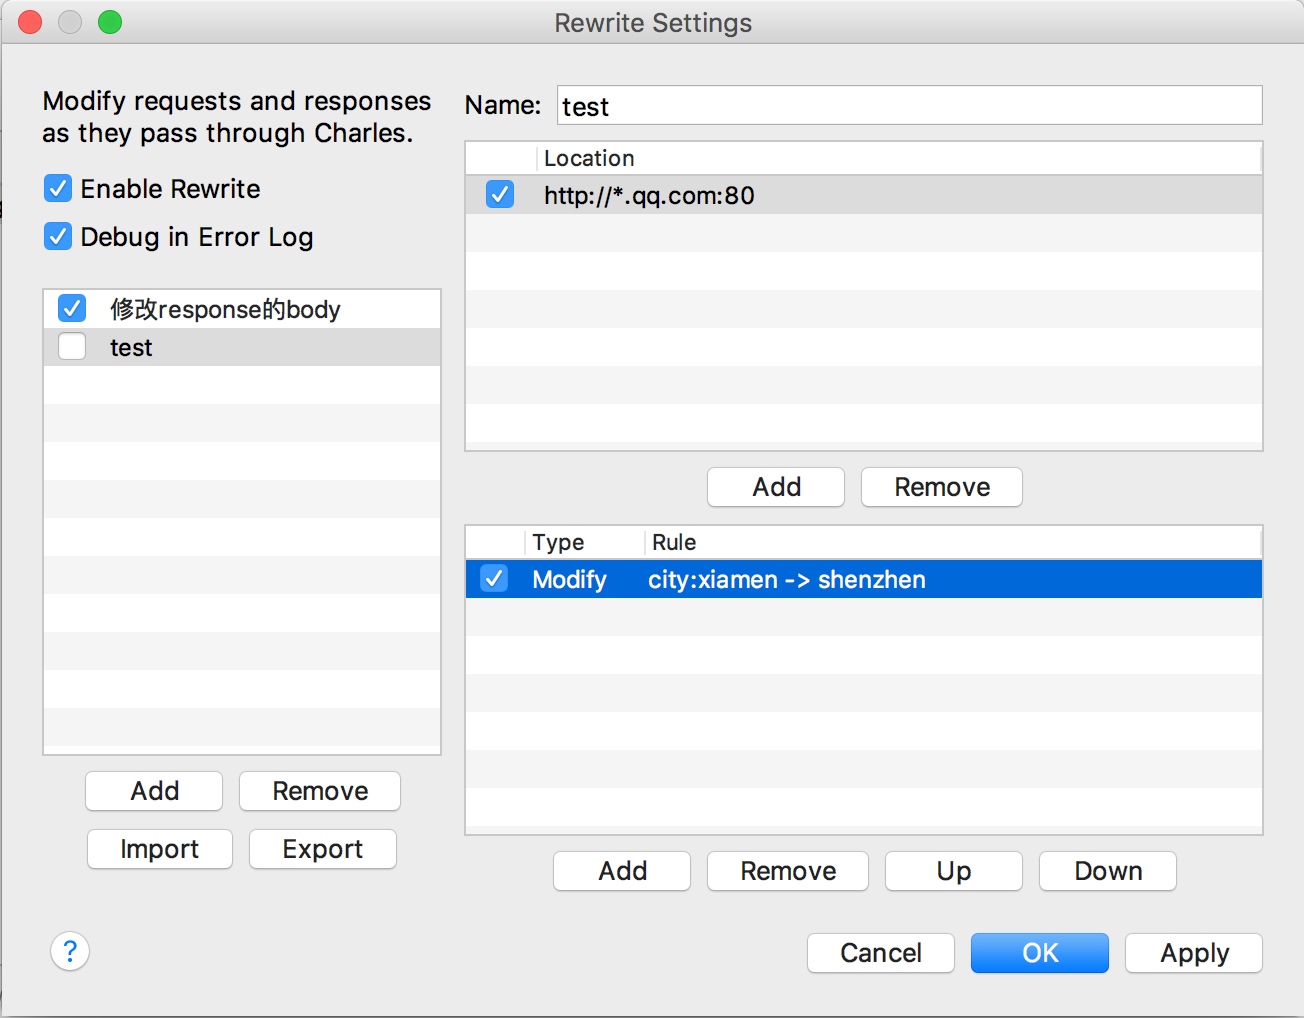 Rewrite Settings
Modify requests and responses
as they pass through Charles.
Enable Rewrite
Debug in Error Log
修改response的body
test
Add Remove
Import Export
?
Name: test
Location
http://*.qq.com:80
Add Remove
Type Rule
Modify city:xiamen -> shenzhen
Add Remove Up Down
Cancel OK Apply